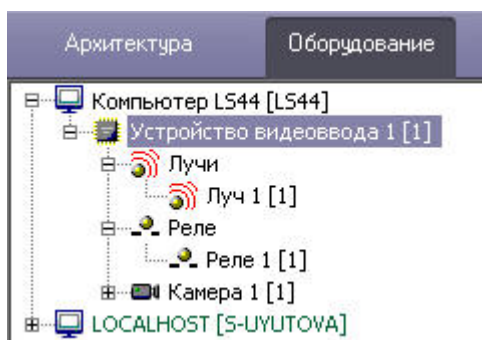 Архитектура Оборудование
Компьютер LS44 [LS44]
Устройство видеоввода 1 [1]
Лучи
Луч 1 [1]
Реле
Реле 1 [1]
Камера 1 [1]
LOCALHOST [S-UYUTOVA]